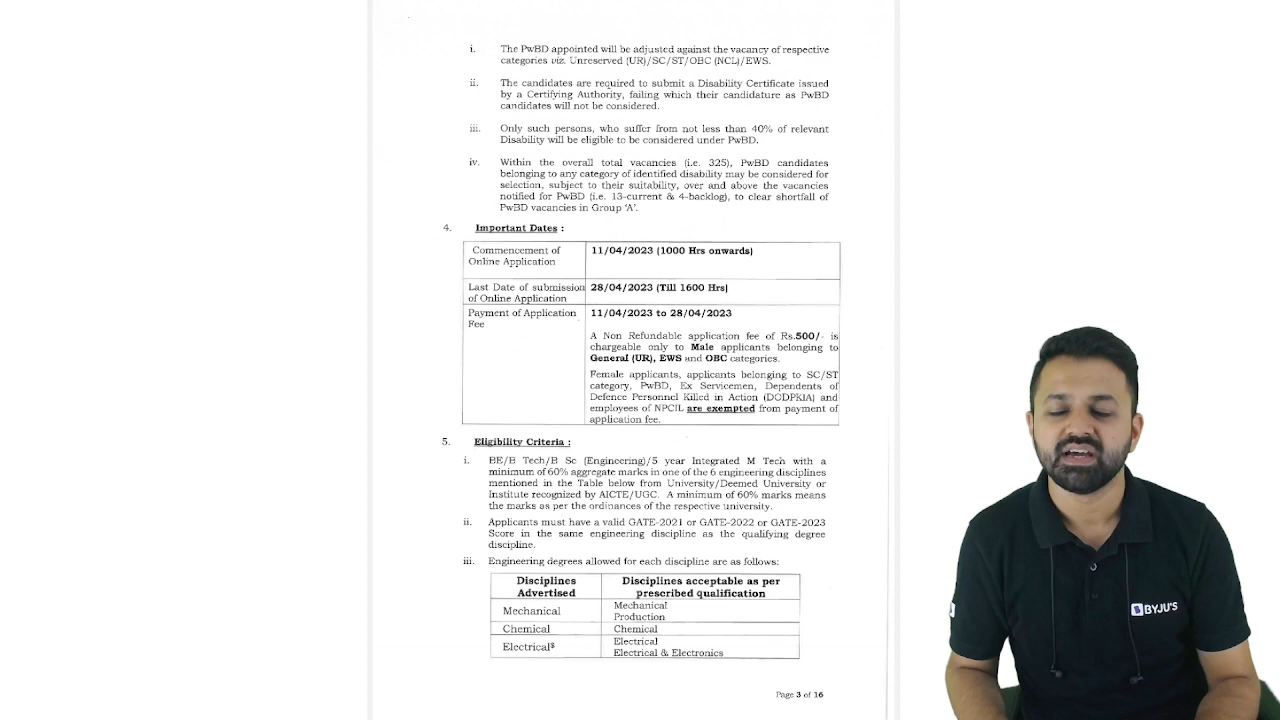 i. The PwBD appointed will be adjusted against the vacancy of respective
categories viz. Unreserved (UR)/SC/ST/OBC (NCL)/EWS.
ii. The candidates are required to submit a Disability Certificate issued
by a Certifying Authority, failing which their candidature as PwBD
candidates will not be considered.
iii. Only such persons, who suffer from not less than 40% of relevant
Disability will be eligible to be considered under PwBD.
iv. Within the overall total vacancies (i.e. 325), PwBD candidates
belonging to any category of identified disability may be considered for
selection, subject to their suitability, over and above the vacancies
notified for PwBD (i.e. 13-current & 4-backlog), to clear shortfall of
PwBD vacancies in Group 'A'.
4. Important Dates :
Commencement of
Online Application
11/04/2023 (1000 Hrs onwards)
Last Date of submission
of Online Application
28/04/2023 (Till 1600 Hrs)
Payment of Application
Fee
11/04/2023 to 28/04/2023
A Non Refundable application fee of Rs.500/- is
chargeable only to Male applicants belonging to
General (UR), EWS and OBC categories.
Female applicants, applicants belonging to SC/ST
category, PwBD, Ex Servicemen, Dependents of
Defence Personnel Killed in Action (DODPKIA) and
employees of NPCIL are exempted from payment of
application fee.
5. Eligibility Criteria :
i. BE/B Tech/B Sc (Engineering)/5 year Integrated M Tech with a
minimum of 60% aggregate marks in one of the 6 engineering disciplines
mentioned in the Table below from University/Deemed University or
Institute recognized by AICTE/UGC. A minimum of 60% marks means
the marks as per the ordinances of the respective university.
ii. Applicants must have a valid GATE-2021 or GATE-2022 or GATE-2023
Score in the same engineering discipline as the qualifying degree
discipline.
iii. Engineering degrees allowed for each discipline are as follows:
Disciplines
Advertised
Disciplines acceptable as per
prescribed qualification
Mechanical
Mechanical
Production
Chemical
Chemical
Electrical$
Electrical
Electrical & Electronics
Page 3 of 16
BYJU'S